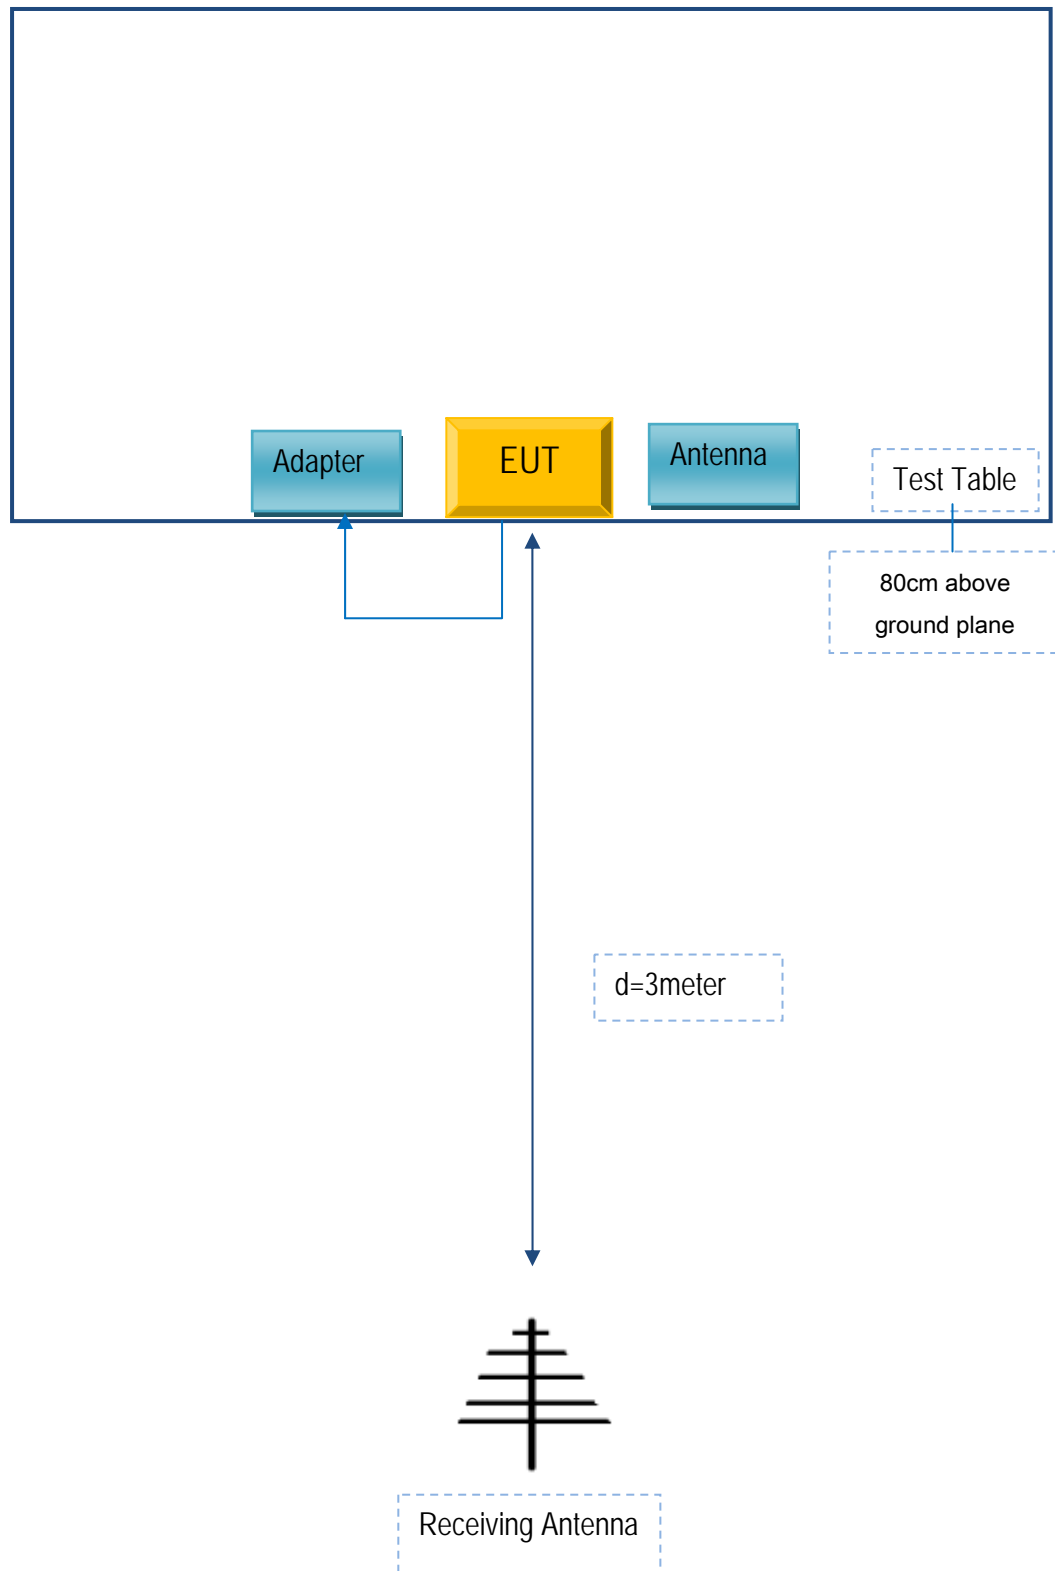 Adapter
EUT
Antenna
Test Table
80cm above
ground plane
d=3meter
Receiving Antenna